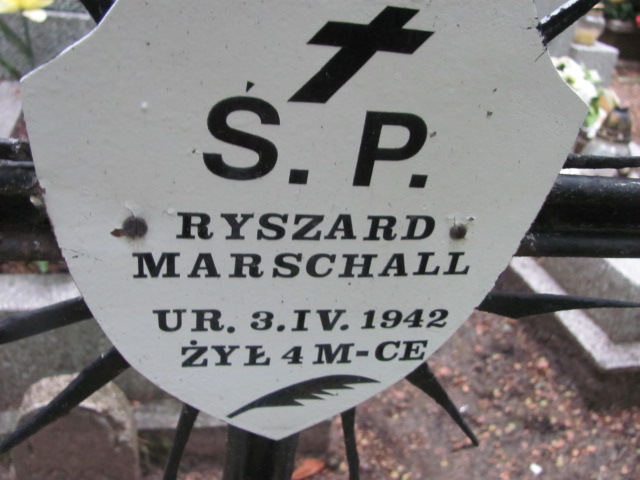 Ś. P.
RYSZARD
MARSCHALL
UR. 3.IV. 1942
ŻYŁ 4 M-CE